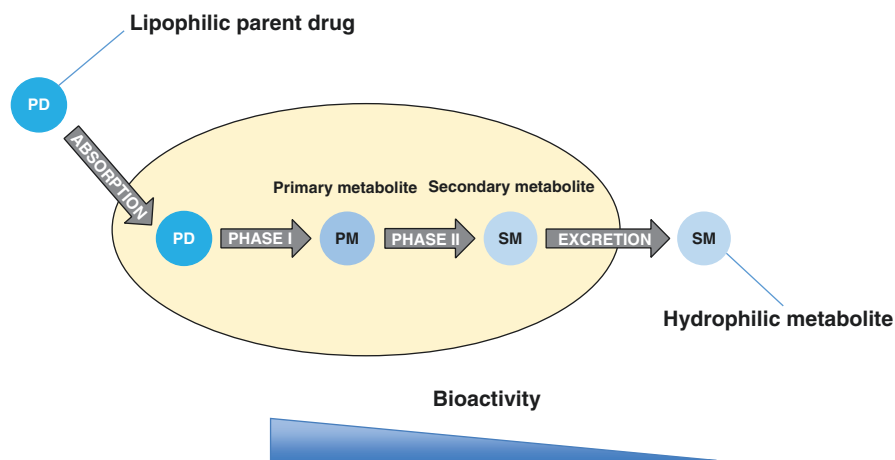 Lipophilic parent drug
PD
ABSORPTION
Primary metabolite
Secondary metabolite
PD
PHASE I
PM
PHASE II
SM
EXCRETION
SM
Hydrophilic metabolite
Bioactivity